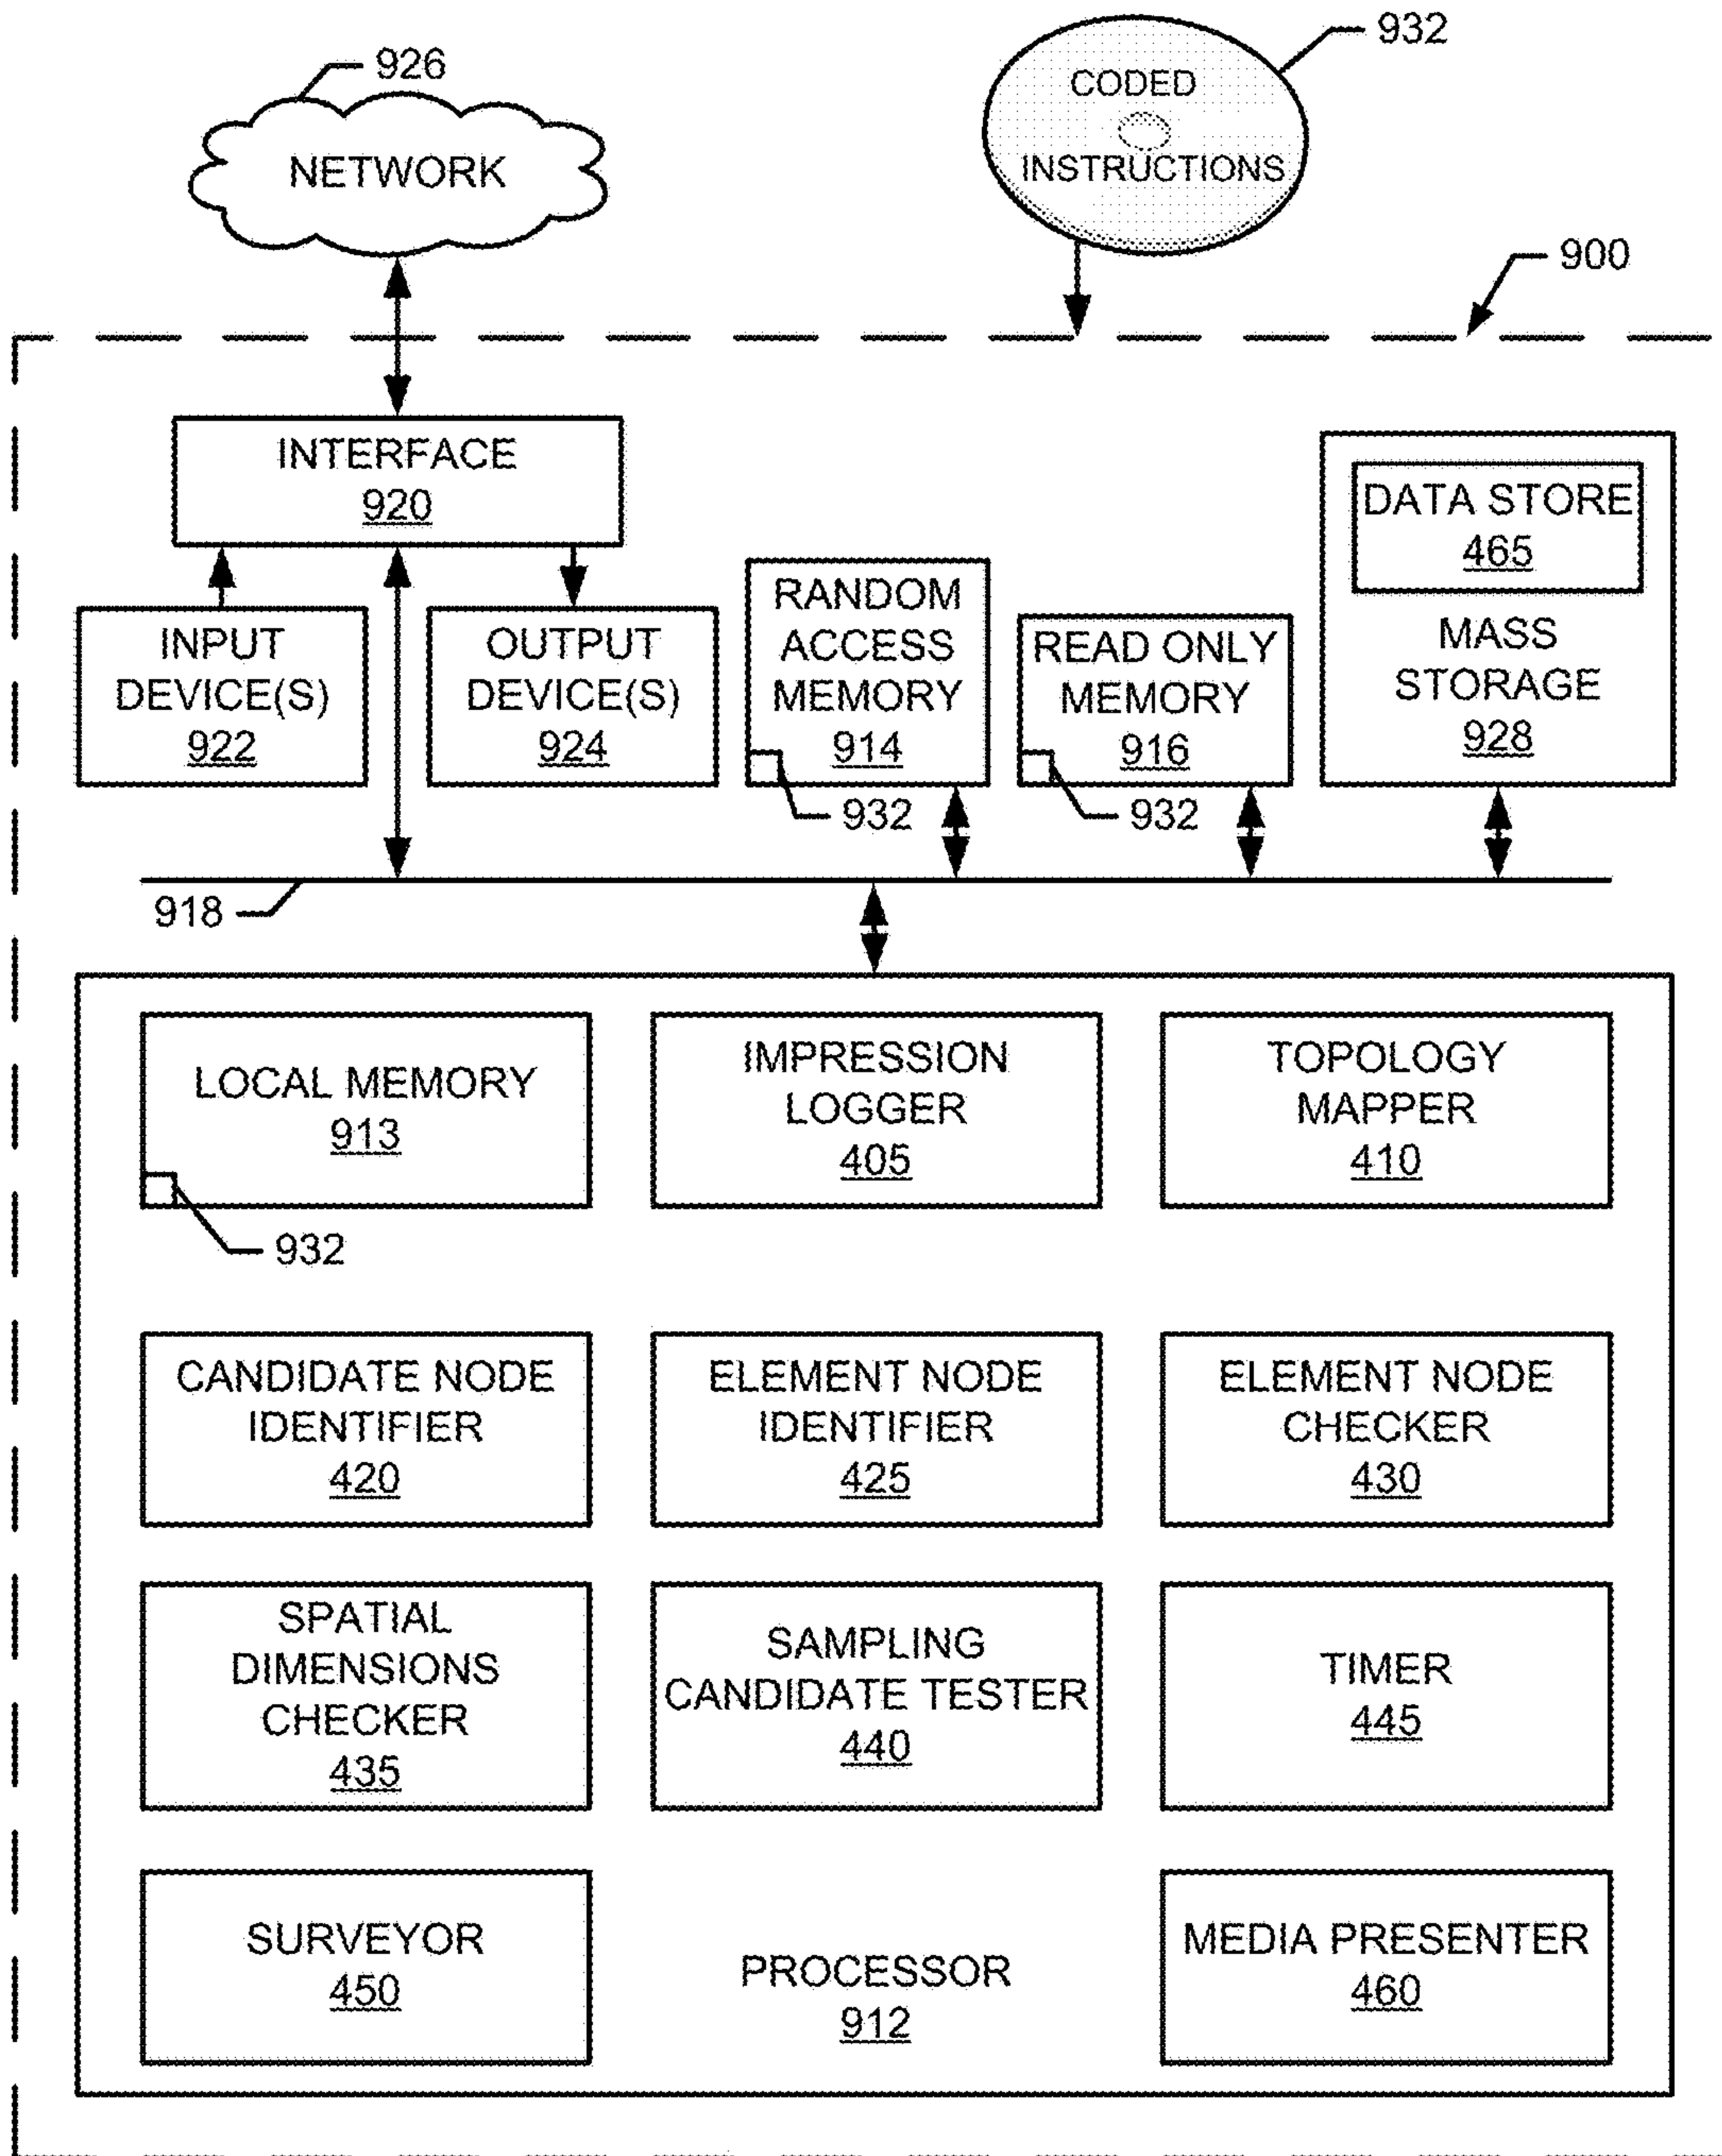 932
926
CODED
INSTRUCTIONS
NETWORK
900
INTERFACE
920
DATA STORE
465
MASS
STORAGE
928
INPUT
DEVICE(S)
922
OUTPUT
DEVICE(S)
924
RANDOM
ACCESS
MEMORY
914
932
READ ONLY
MEMORY
916
932
918
LOCAL MEMORY
913
932
IMPRESSION
LOGGER
405
TOPOLOGY
MAPPER
410
CANDIDATE NODE
IDENTIFIER
420
ELEMENT NODE
IDENTIFIER
425
ELEMENT NODE
CHECKER
430
SPATIAL
DIMENSIONS
CHECKER
435
SAMPLING
CANDIDATE TESTER
440
TIMER
445
SURVEYOR
450
PROCESSOR
912
MEDIA PRESENTER
460